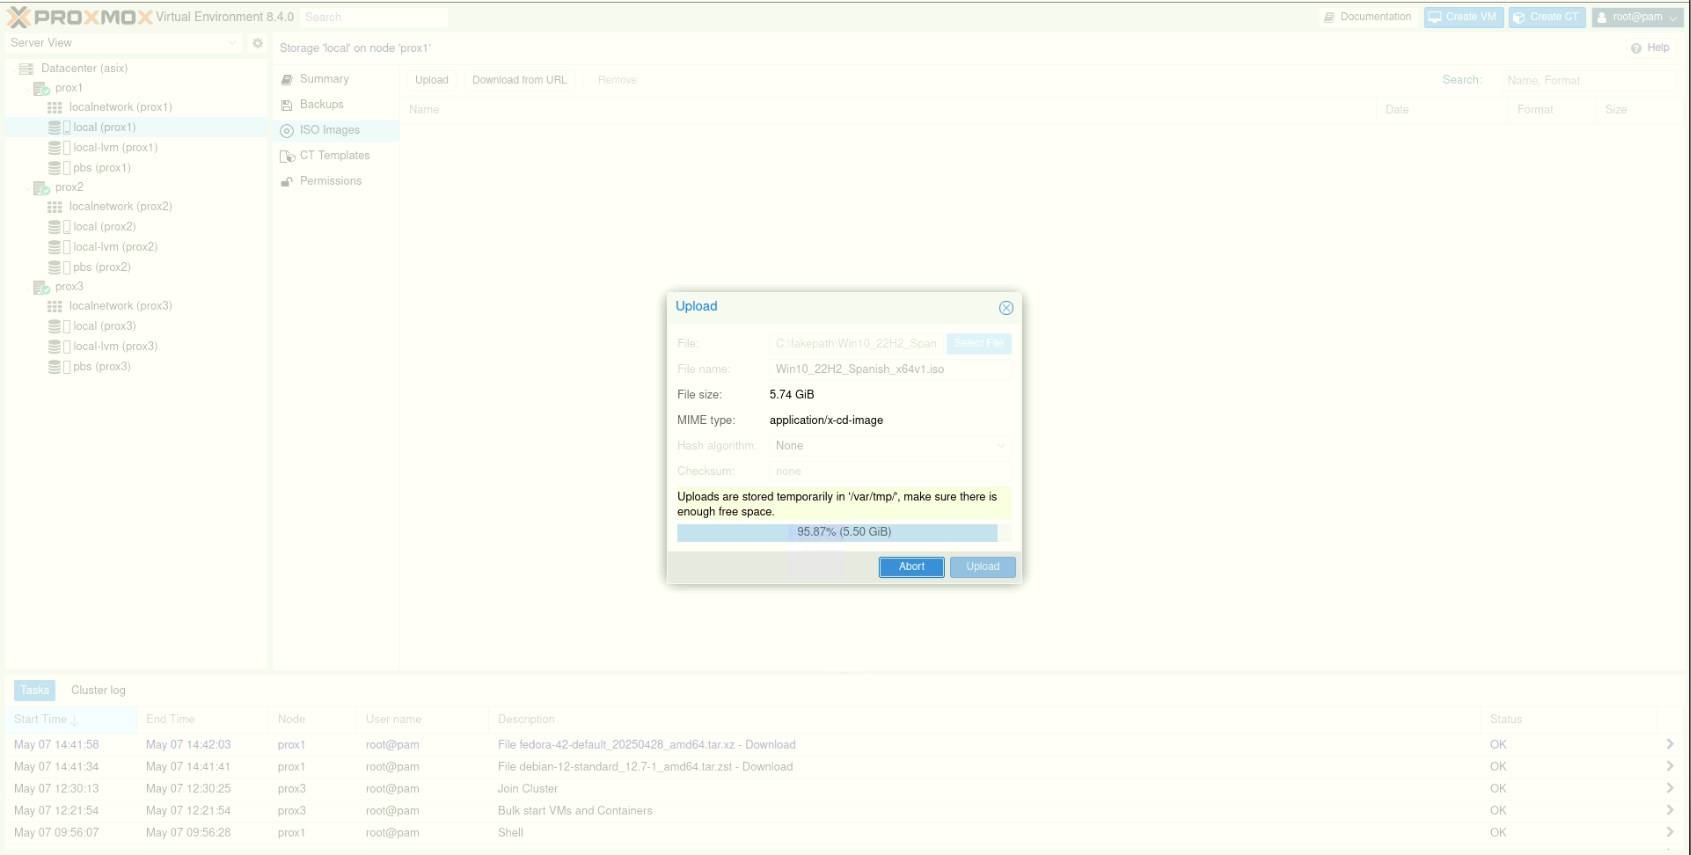 PROXMOX Virtual Environment 8.4.0 Search Documentation Create VM Create CT root@pam
Server View
Storage 'local' on node 'prox1' Help
Datacenter (asix)
prox1
localnetwork (prox1)
local (prox1)
local-lvm (prox1)
pbs (prox1)
prox2
localnetwork (prox2)
local (prox2)
local-lvm (prox2)
pbs (prox2)
prox3
localnetwork (prox3)
local (prox3)
local-lvm (prox3)
pbs (prox3)
Summary
Backups
ISO Images
CT Templates
Permissions
Upload Download from URL Remove Search: Name, Format
Name Date Format Size
Upload
File: C:\fakepath\Win10_22H2_Span Select File
File name: Win10_22H2_Spanish_x64v1.iso
File size: 5.74 GiB
MIME type: application/x-cd-image
Hash algorithm: None
Checksum: none
Uploads are stored temporarily in '/var/tmp/', make sure there is
enough free space.
95.87% (5.50 GiB)
Abort Upload
Tasks Cluster log
Start Time ↓ End Time Node User name Description Status
May 07 14:41:58 May 07 14:42:03 prox1 root@pam File fedora-42-default_20250428_amd64.tar.xz - Download OK
May 07 14:41:34 May 07 14:41:41 prox1 root@pam File debian-12-standard_12.7-1_amd64.tar.zst - Download OK
May 07 12:30:13 May 07 12:30:25 prox3 root@pam Join Cluster OK
May 07 12:21:54 May 07 12:21:54 prox3 root@pam Bulk start VMs and Containers OK
May 07 09:56:07 May 07 09:56:28 prox1 root@pam Shell OK